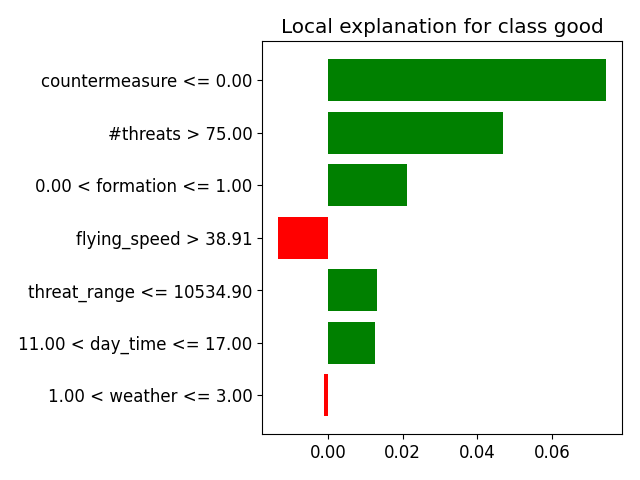 Local explanation for class good
countermeasure <= 0.00
#threats > 75.00
0.00 < formation <= 1.00
flying_speed > 38.91
threat_range <= 10534.90
11.00 < day_time <= 17.00
1.00 < weather <= 3.00
0.00 0.02 0.04 0.06